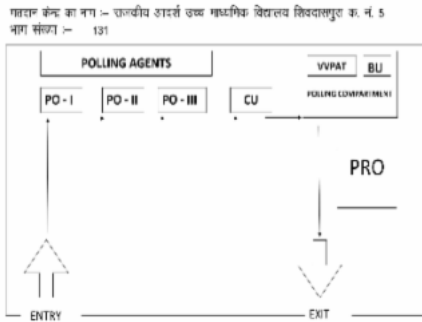 मतदान केन्द्र का नाम :– राजकीय आदर्श उच्च माध्यमिक विद्यालय शिवदासपुरा क. नं. 5
भाग संख्या :– 131
POLLING AGENTS
VVPAT BU
POLLING COMPARTMENT
PO - I PO - II PO - III CU
PRO
ENTRY EXIT